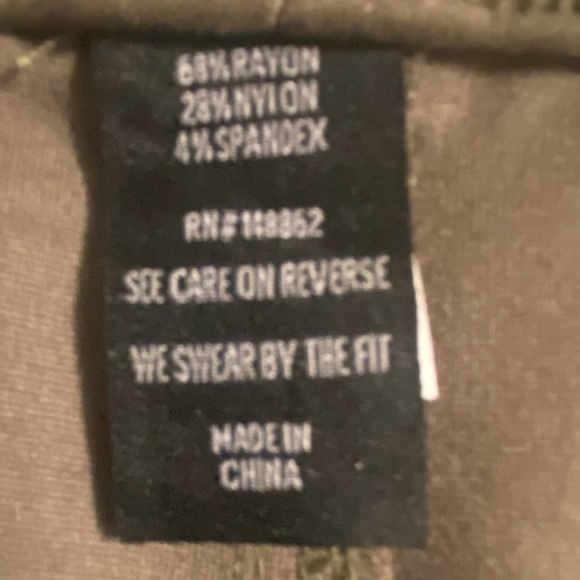 68% RAYON
28% NYLON
4% SPANDEX
RN# 148862
SEE CARE ON REVERSE
WE SWEAR BY THE FIT
MADE IN
CHINA